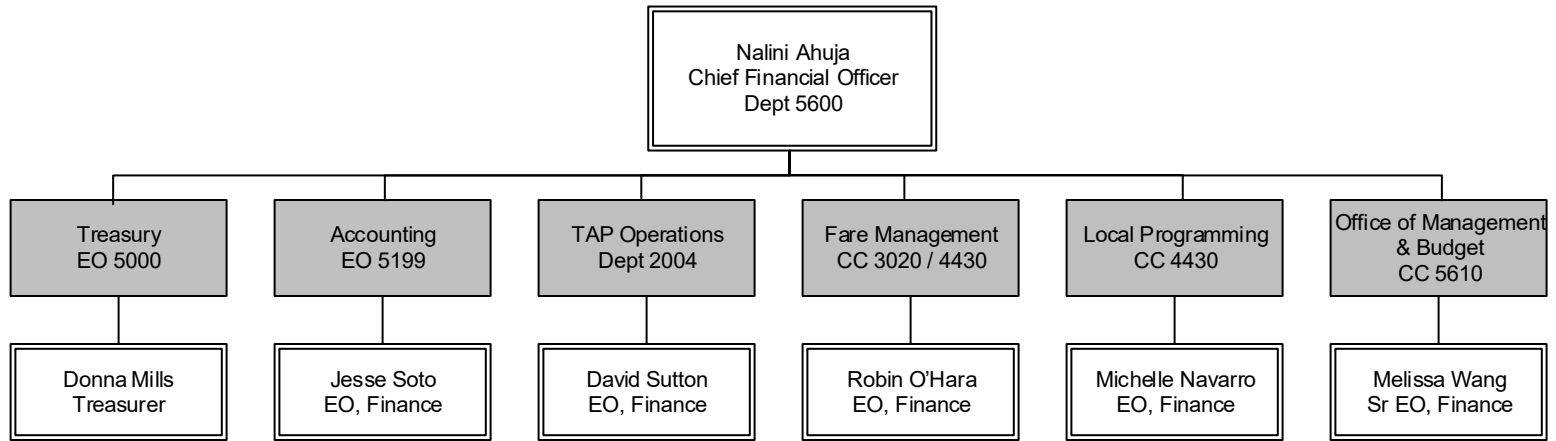 Nalini Ahuja
Chief Financial Officer
Dept 5600
Treasury
EO 5000
Accounting
EO 5199
TAP Operations
Dept 2004
Fare Management
CC 3020 / 4430
Local Programming
CC 4430
Office of Management
& Budget
CC 5610
Donna Mills
Treasurer
Jesse Soto
EO, Finance
David Sutton
EO, Finance
Robin O’Hara
EO, Finance
Michelle Navarro
EO, Finance
Melissa Wang
Sr EO, Finance